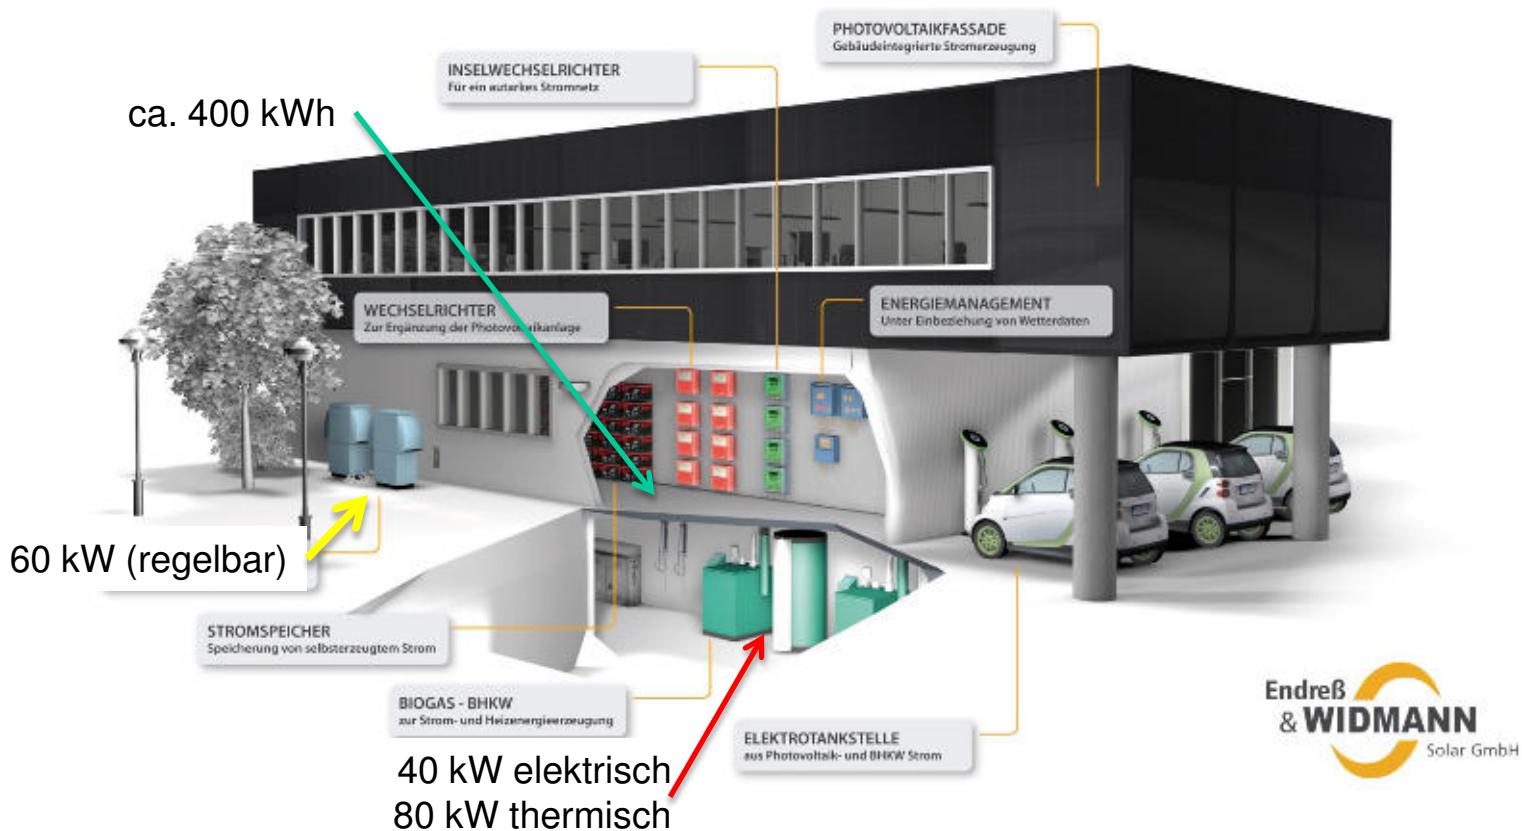 PHOTOVOLTAIKFASSADE
Gebäudeintegrierte Stromerzeugung
INSELWECHSELRICHTER
Für ein autarkes Stromnetz
ca. 400 kWh
WECHSELRICHTER
Zur Ergänzung der Photovoltaikanlage
ENERGIEMANAGEMENT
Unter Einbeziehung von Wetterdaten
60 kW (regelbar)
STROMSPEICHER
Speicherung von selbsterzeugtem Strom
BIOGAS - BHKW
zur Strom- und Heizenergieerzeugung
ELEKTROTANKSTELLE
aus Photovoltaik- und BHKW Strom
40 kW elektrisch
80 kW thermisch
Endreß
& WIDMANN
Solar GmbH